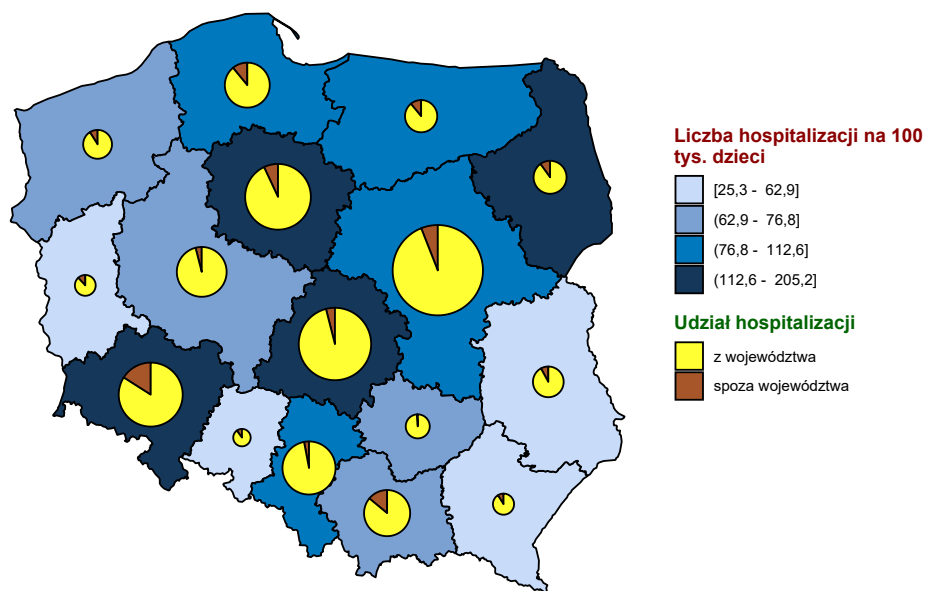 Liczba hospitalizacji na 100
tys. dzieci
[25,3 - 62,9]
(62,9 - 76,8]
(76,8 - 112,6]
(112,6 - 205,2]
Udział hospitalizacji
z województwa
spoza województwa